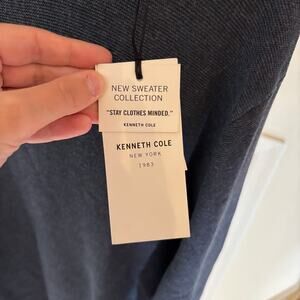 NEW SWEATER
COLLECTION
"STAY CLOTHES MINDED."
KENNETH COLE
KENNETH COLE
NEW YORK
1983